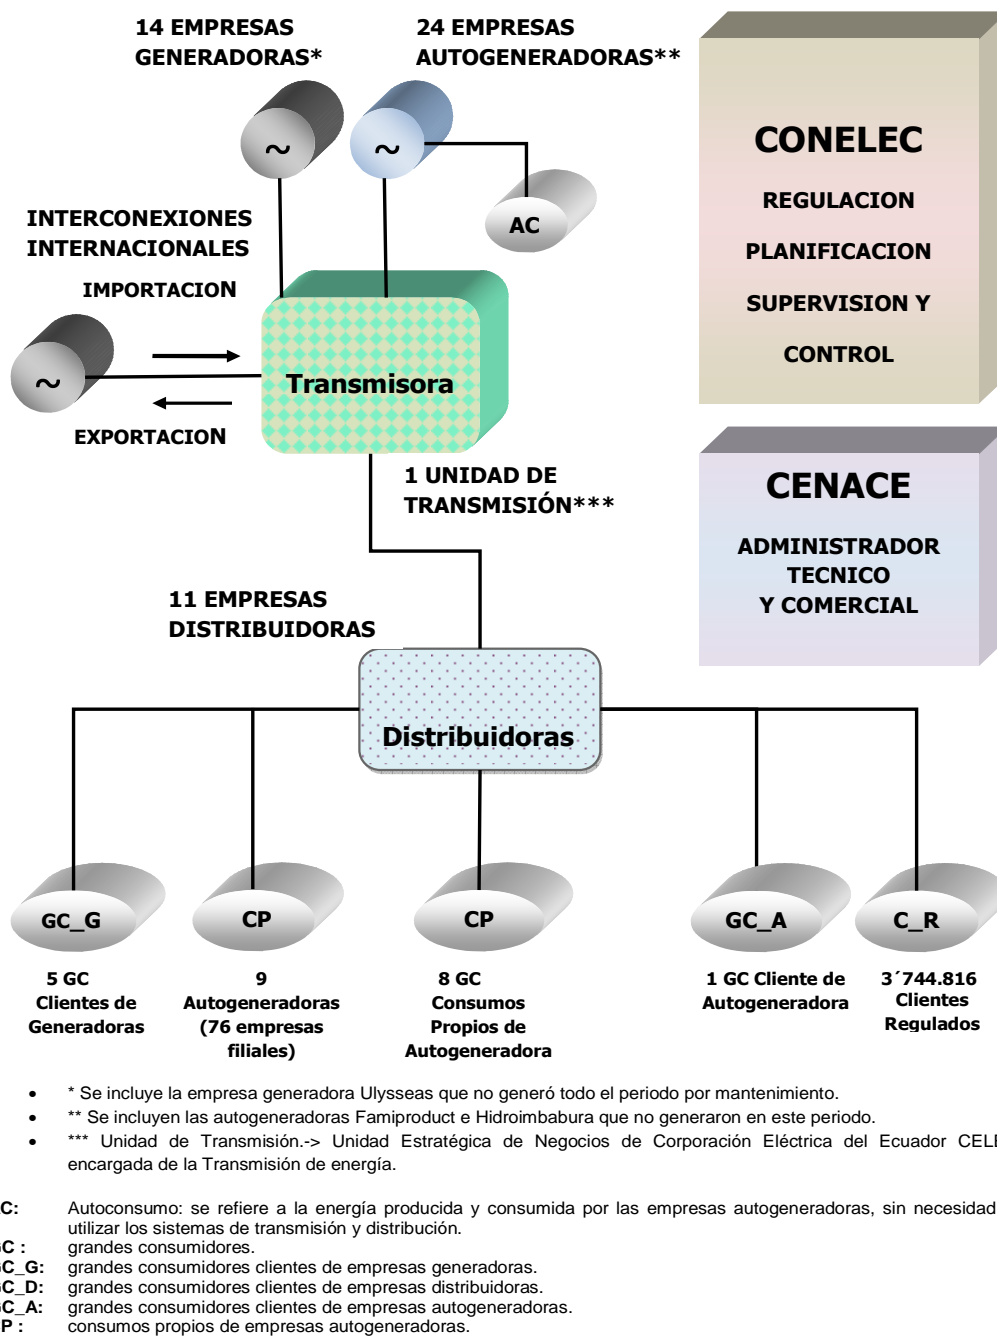 14 EMPRESAS
GENERADORAS*
24 EMPRESAS
AUTOGENERADORAS**
~
~
AC
INTERCONEXIONES
INTERNACIONALES
IMPORTACION
~
EXPORTACION
Transmisora
1 UNIDAD DE
TRANSMISIÓN***
CONELEC
REGULACION
PLANIFICACION
SUPERVISION Y
CONTROL
CENACE
ADMINISTRADOR
TECNICO
Y COMERCIAL
11 EMPRESAS
DISTRIBUIDORAS
Distribuidoras
GC_G
CP
CP
GC_A
C_R
5 GC
Clientes de
Generadoras
9
Autogeneradoras
(76 empresas
filiales)
8 GC
Consumos
Propios de
Autogeneradora
1 GC Cliente de
Autogeneradora
3´744.816
Clientes
Regulados
• * Se incluye la empresa generadora Ulysseas que no generó todo el periodo por mantenimiento.
• ** Se incluyen las autogeneradoras Famiproduct e Hidroimbabura que no generaron en este periodo.
• *** Unidad de Transmisión.-> Unidad Estratégica de Negocios de Corporación Eléctrica del Ecuador CELE
encargada de la Transmisión de energía.
C: Autoconsumo: se refiere a la energía producida y consumida por las empresas autogeneradoras, sin necesidad
utilizar los sistemas de transmisión y distribución.
GC : grandes consumidores.
GC_G: grandes consumidores clientes de empresas generadoras.
GC_D: grandes consumidores clientes de empresas distribuidoras.
GC_A: grandes consumidores clientes de empresas autogeneradoras.
P : consumos propios de empresas autogeneradoras.